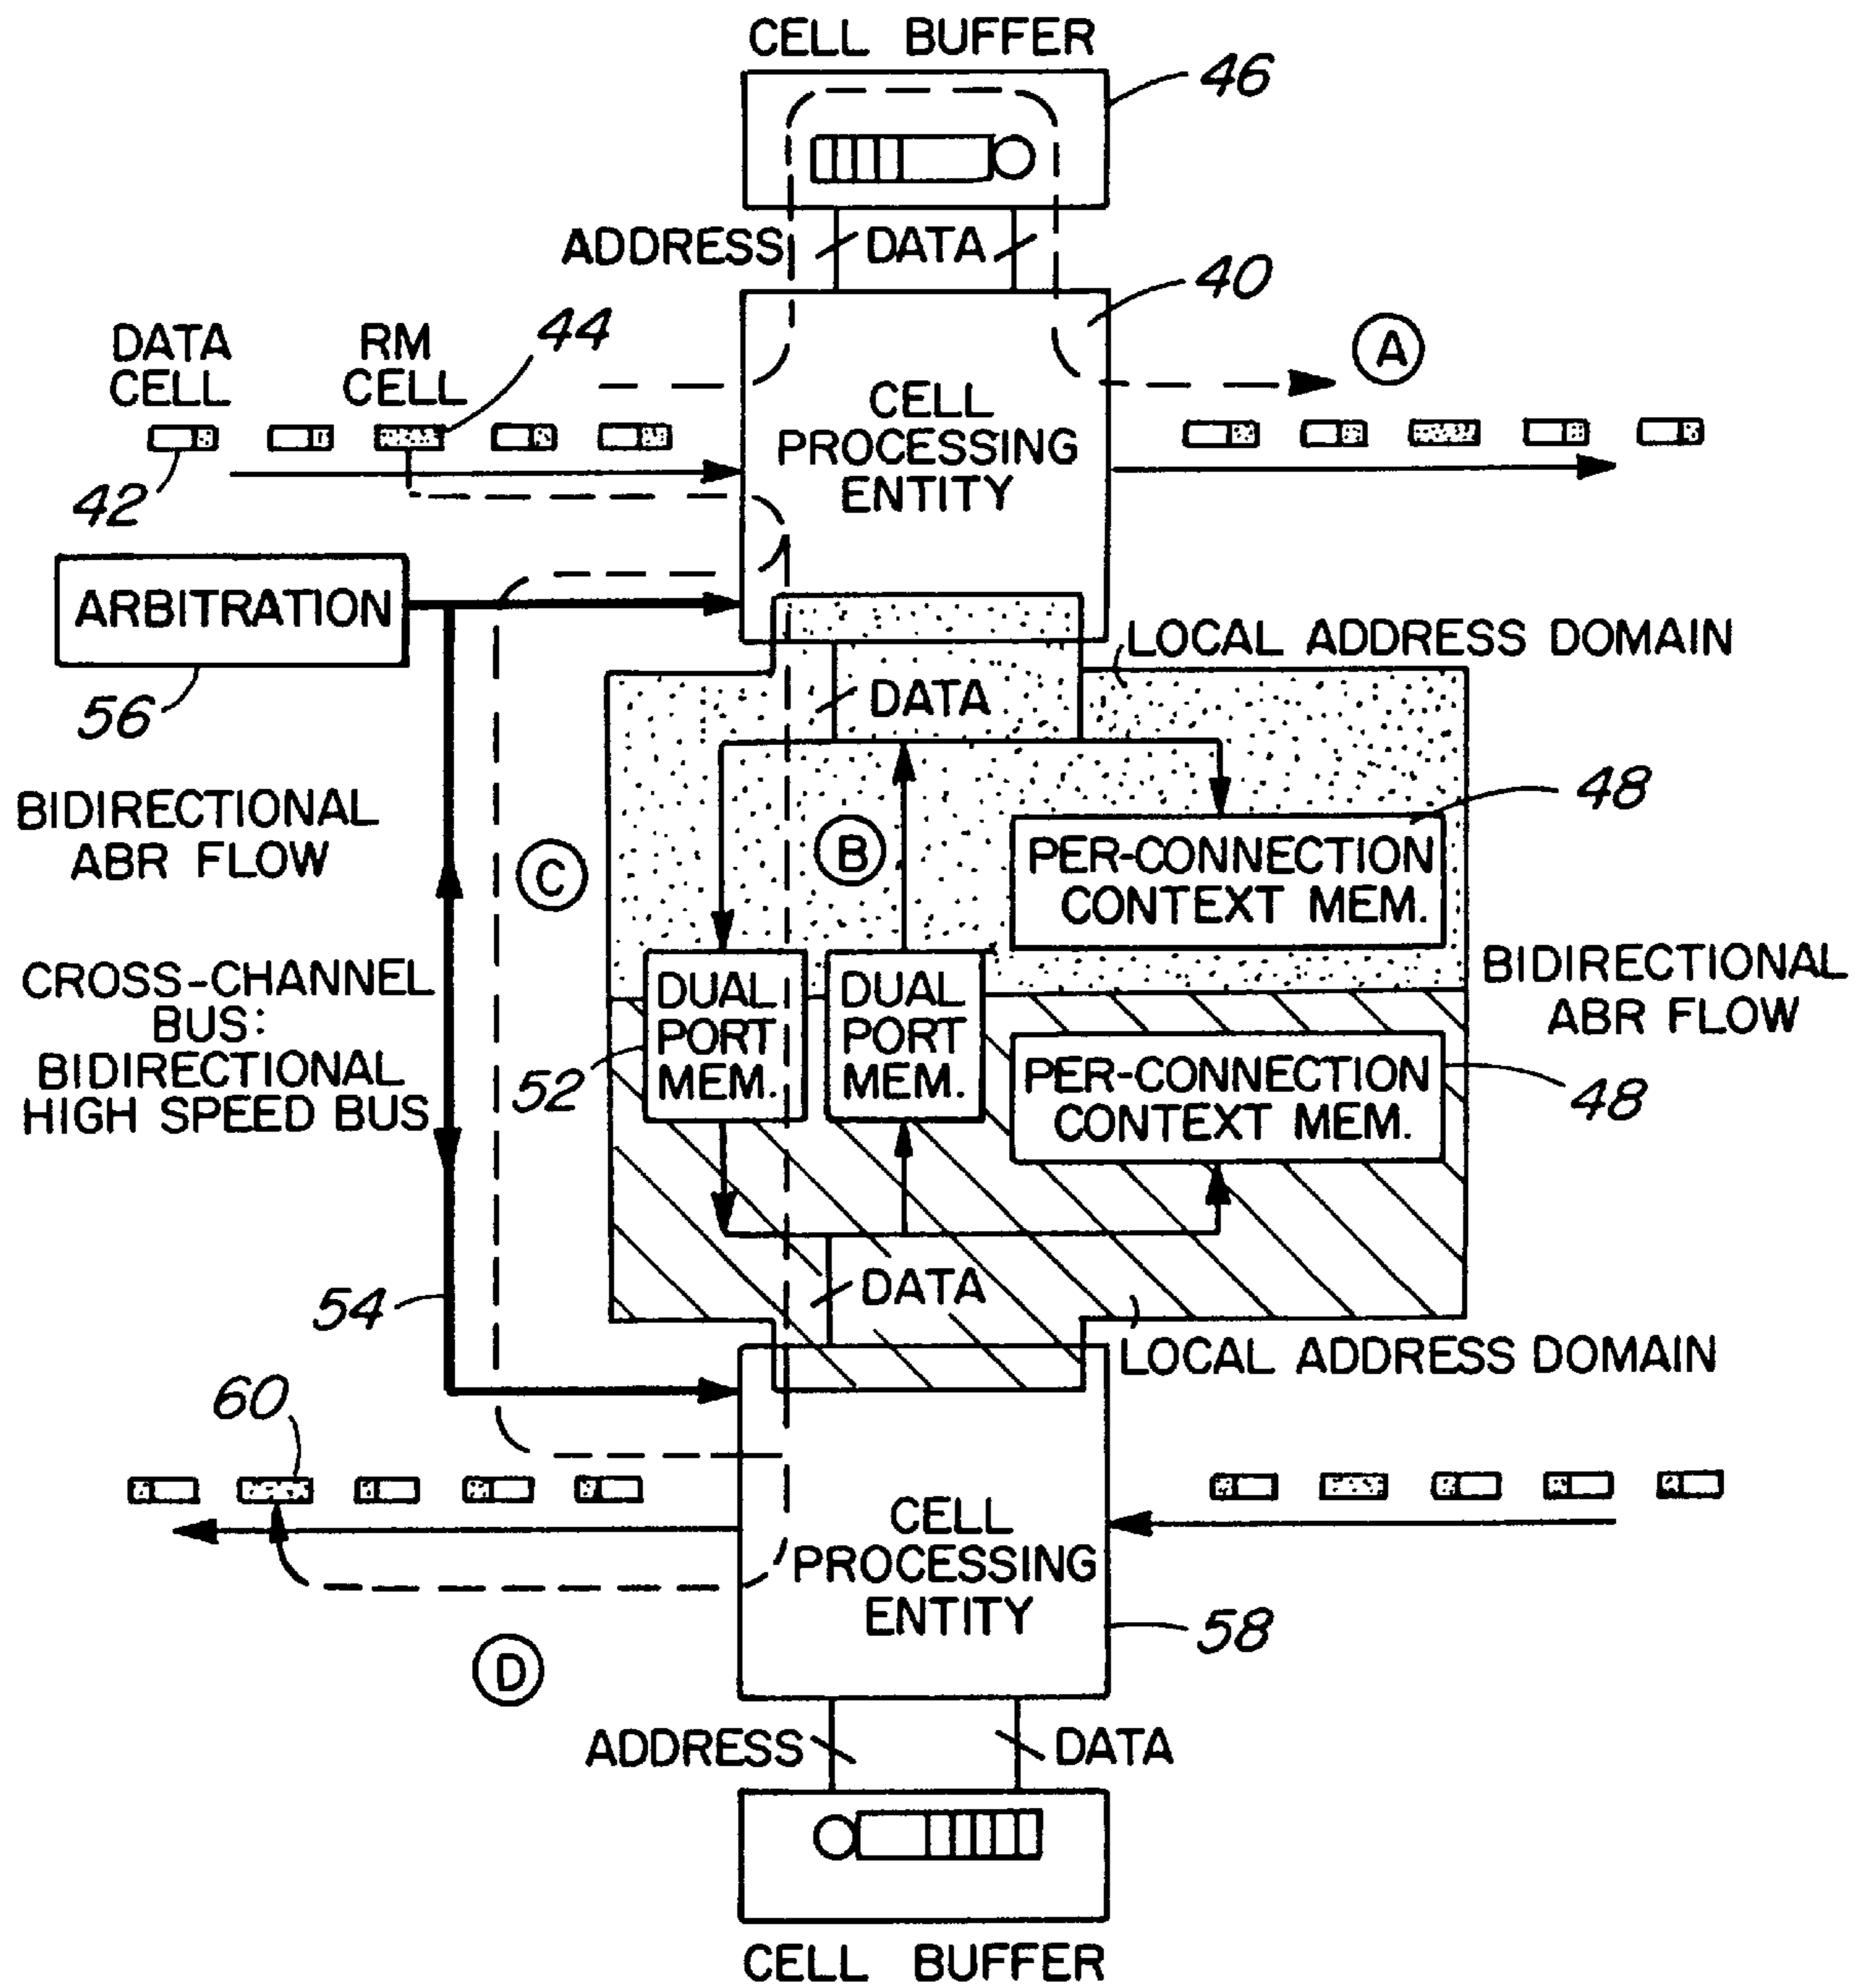 CELL BUFFER
46
ADDRESS
DATA
40
DATA
CELL
RM
CELL
44
A
CELL
PROCESSING
ENTITY
42
ARBITRATION
56
LOCAL ADDRESS DOMAIN
DATA
48
BIDIRECTIONAL
ABR FLOW
C
B
PER-CONNECTION
CONTEXT MEM.
CROSS-CHANNEL
BUS:
BIDIRECTIONAL
HIGH SPEED BUS
DUAL
PORT
MEM.
DUAL
PORT
MEM.
BIDIRECTIONAL
ABR FLOW
52
PER-CONNECTION
CONTEXT MEM.
48
54
DATA
LOCAL ADDRESS DOMAIN
60
CELL
PROCESSING
ENTITY
58
D
ADDRESS
DATA
CELL BUFFER